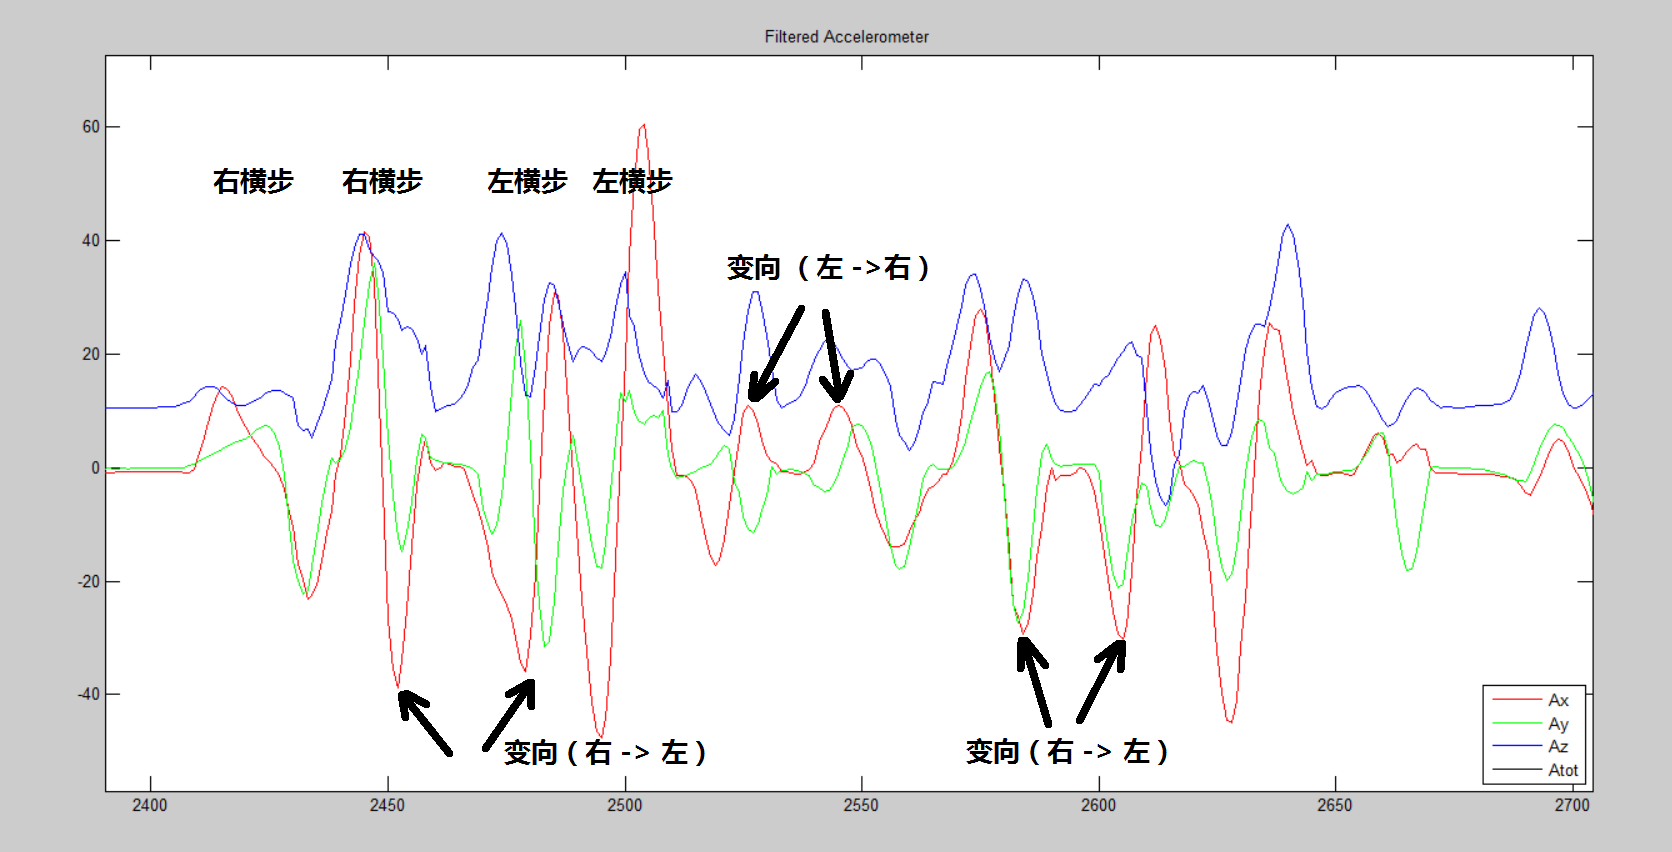 Filtered Accelerometer
60
40
20
0
-20
-40
右横步 右横步 左横步 左横步
变向 （ 左 ->右 ）
变向（ 右 -> 左 ）
变向（ 右 -> 左 ）
Ax
Ay
Az
Atot
2400 2450 2500 2550 2600 2650 2700